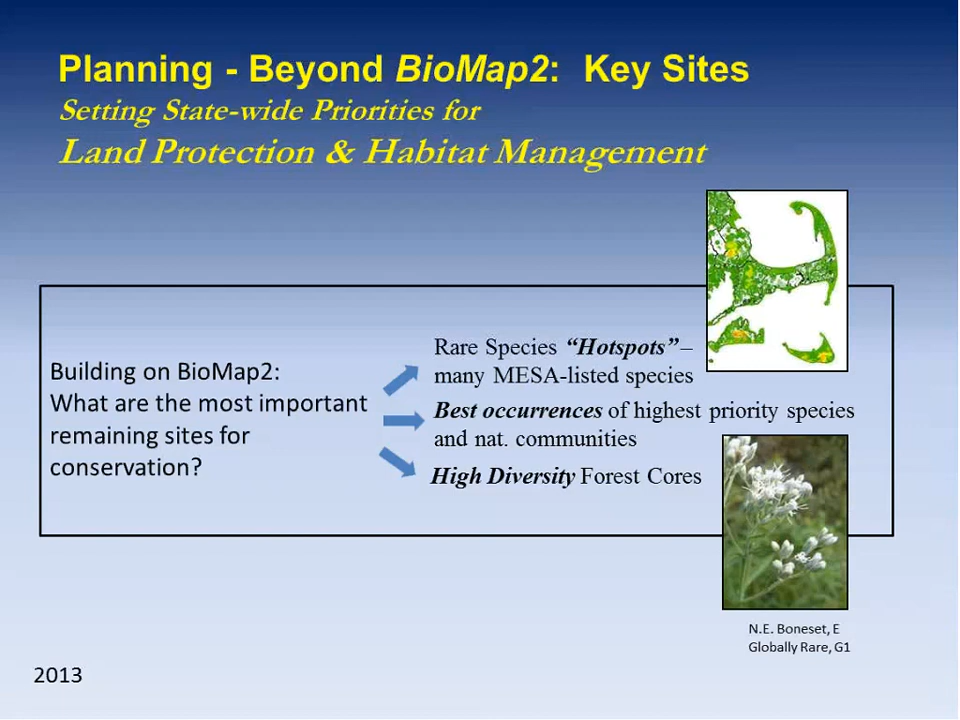 Planning - Beyond BioMap2: Key Sites
Setting State-wide Priorities for
Land Protection & Habitat Management
Building on BioMap2:
What are the most important
remaining sites for
conservation?
Rare Species “Hotspots” –
many MESA-listed species
Best occurrences of highest priority species
and nat. communities
High Diversity Forest Cores
N.E. Boneset, E
Globally Rare, G1
2013